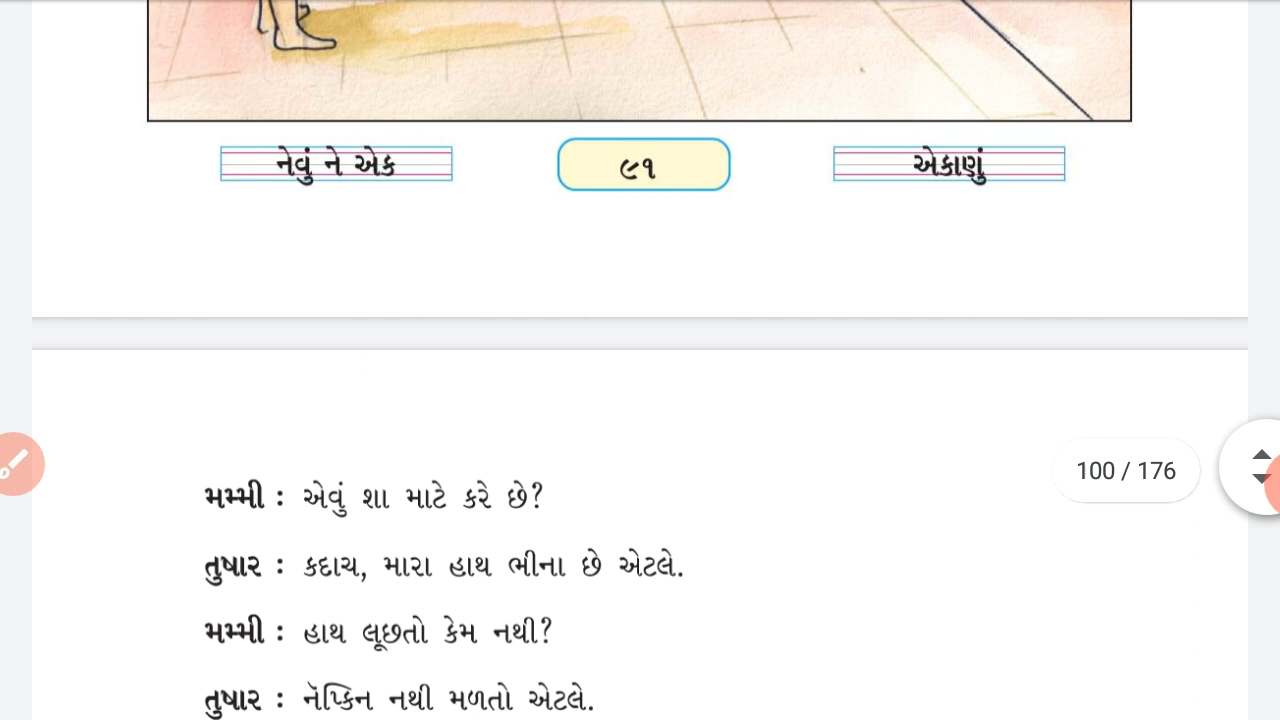 નેવું ને એક
૯૧
એકાણું
100 / 176
મમ્મી : એવું શા માટે કરે છે?
તુષાર : કદાચ, મારા હાથ ભીના છે એટલે.
મમ્મી : હાથ લૂછતો કેમ નથી?
તુષાર : નૅપ્કિન નથી મળતો એટલે.